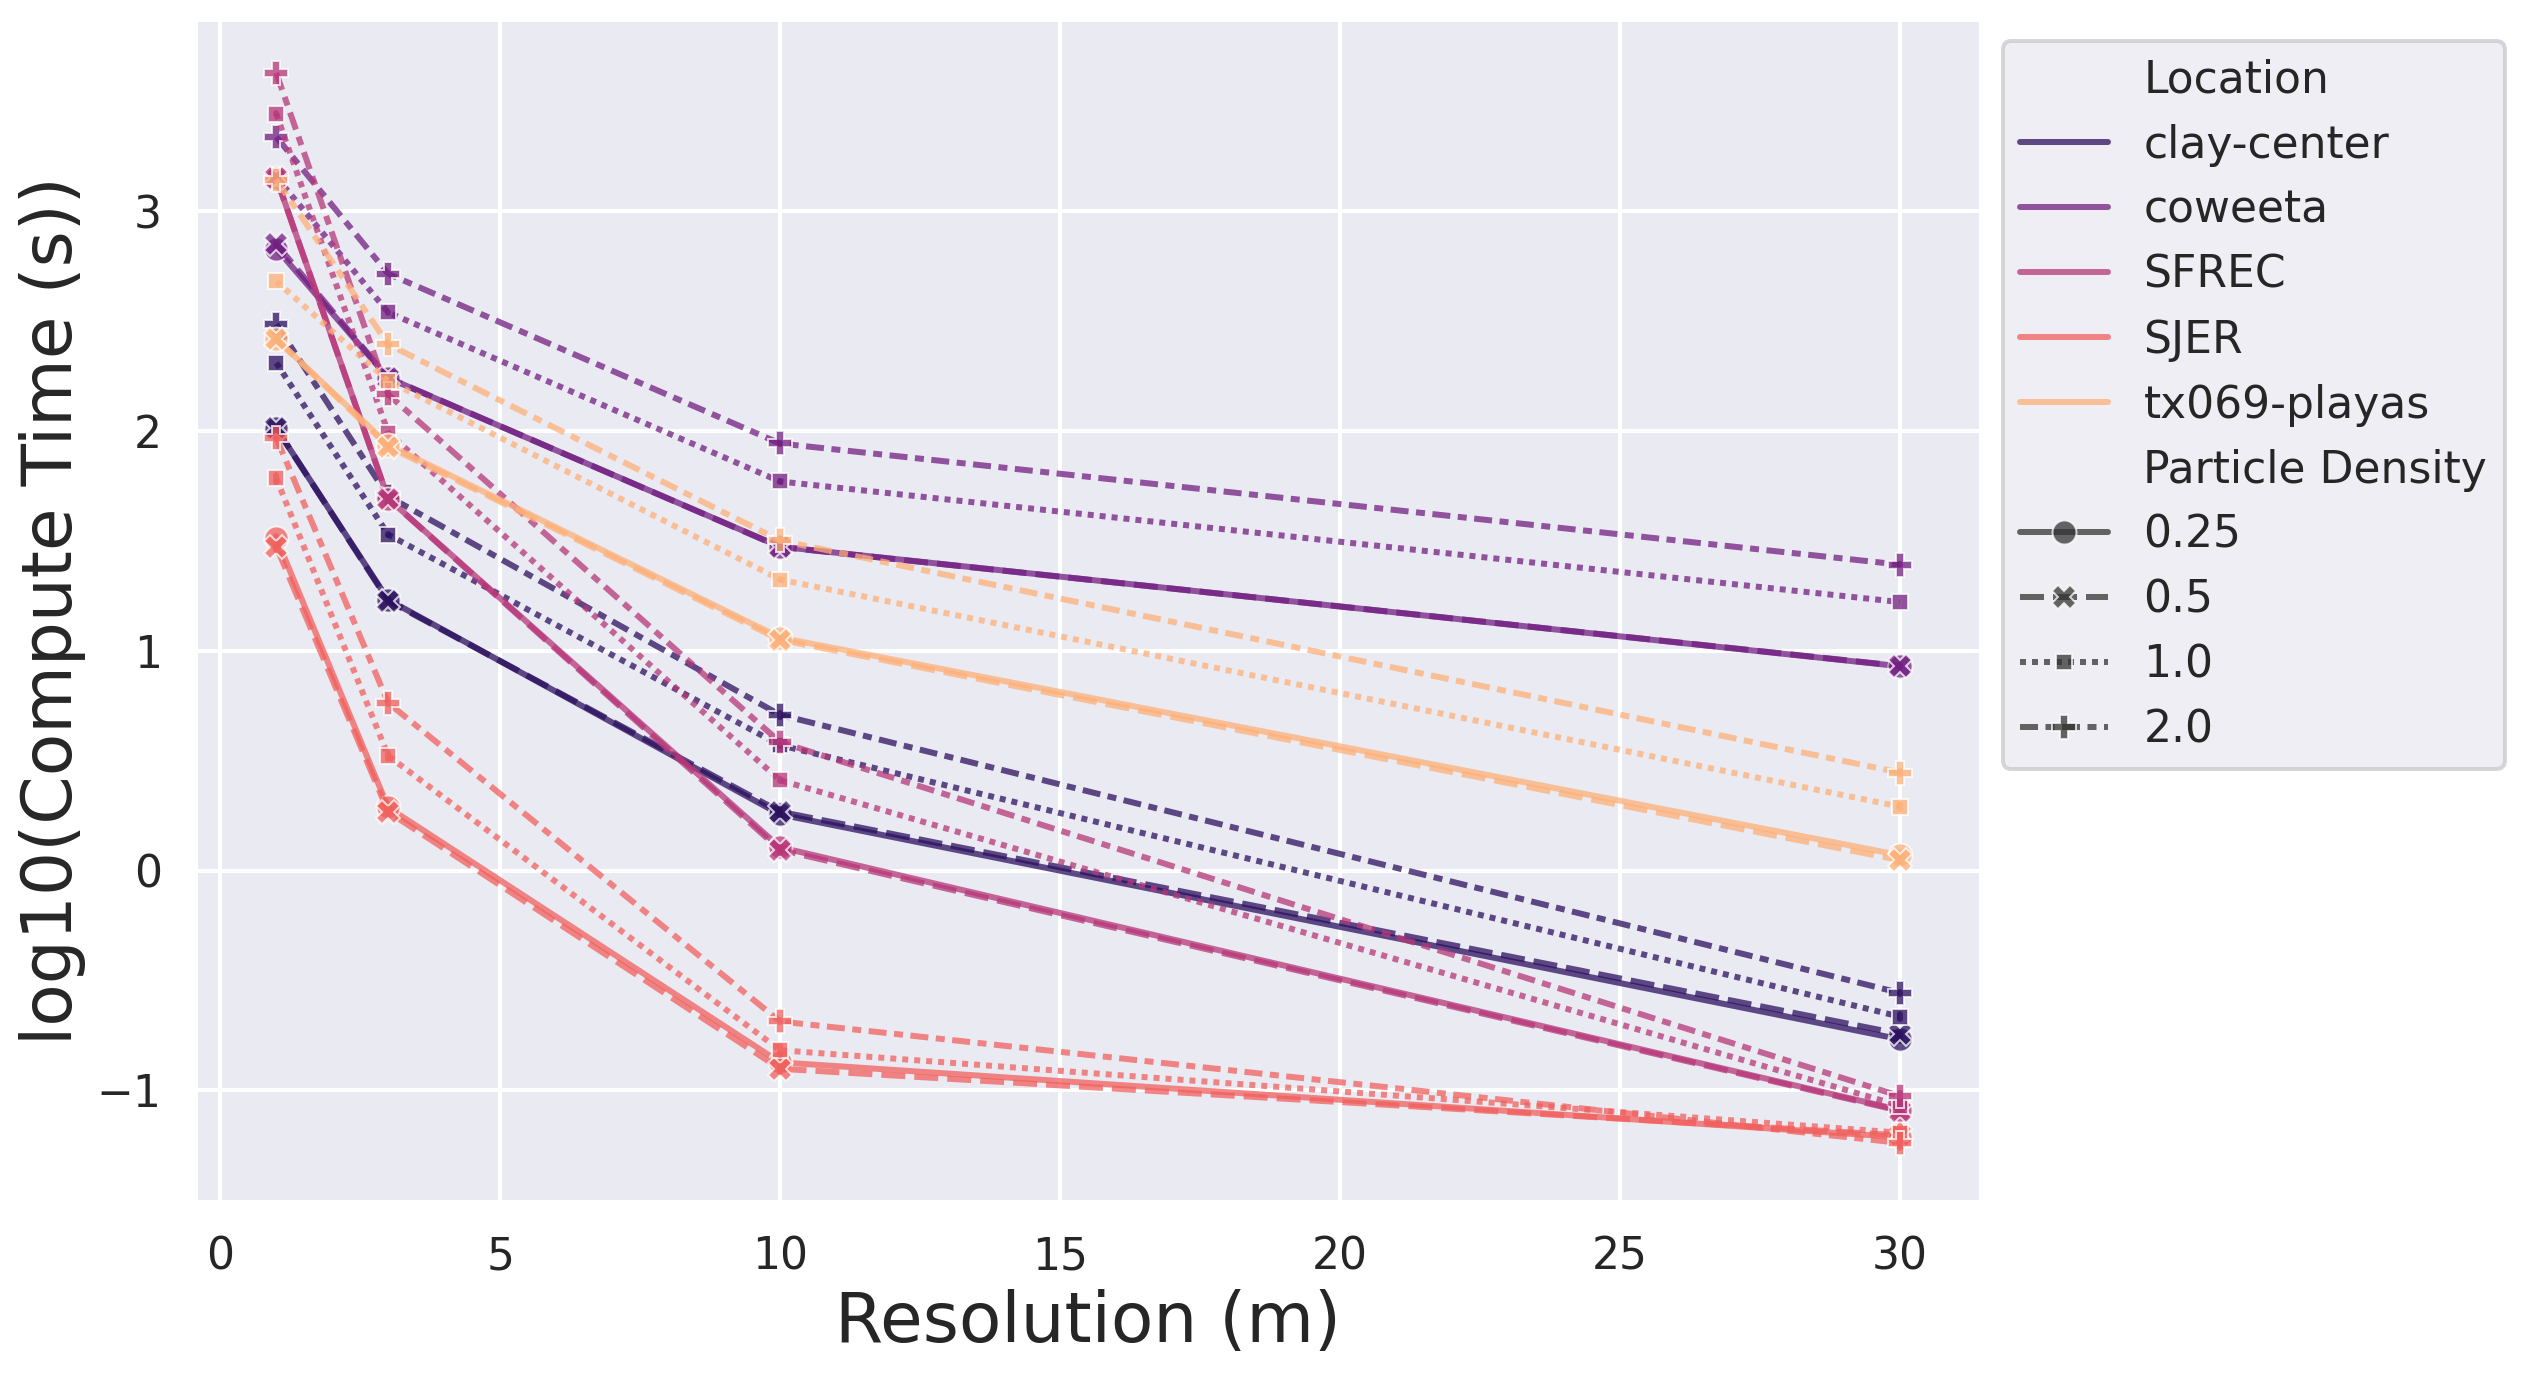 log10(Compute Time (s))
3
2
1
0
−1
0 5 10 15 20 25 30
Resolution (m)
Location
clay-center
coweeta
SFREC
SJER
tx069-playas
Particle Density
0.25
0.5
1.0
2.0